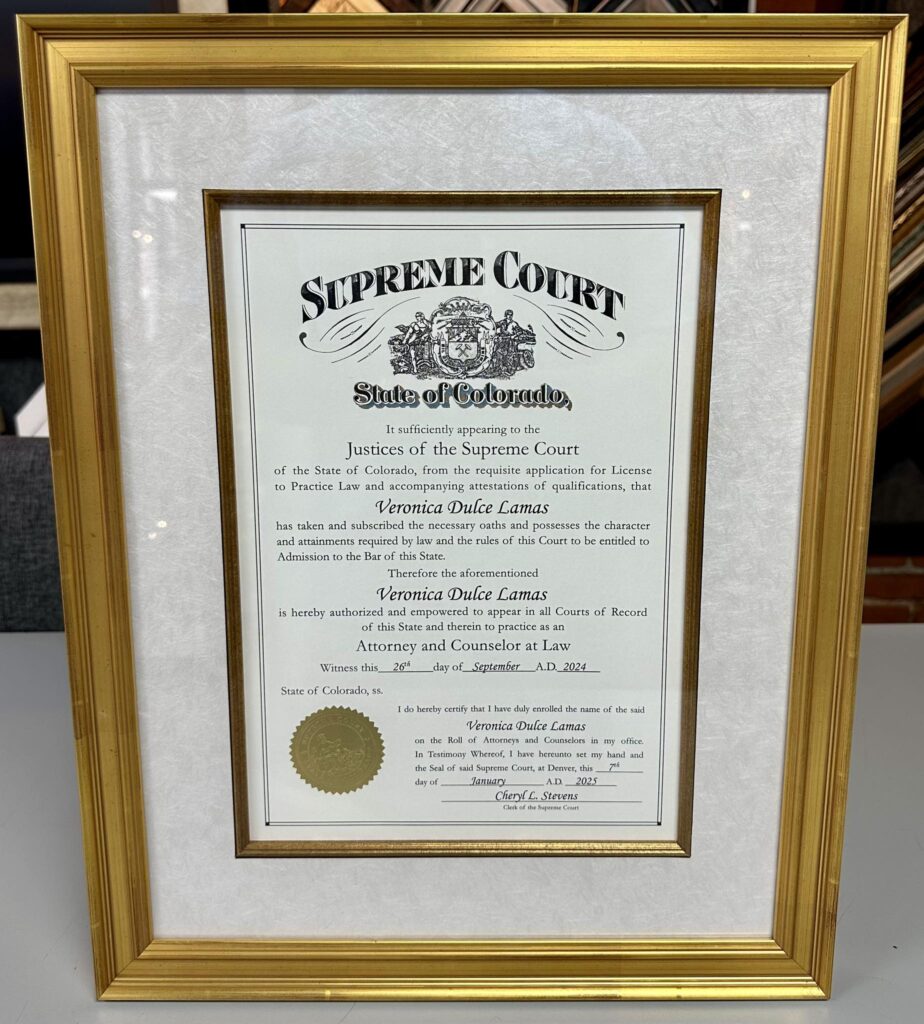 SUPREME COURT
State of Colorado,
It sufficiently appearing to the
Justices of the Supreme Court
of the State of Colorado, from the requisite application for License
to Practice Law and accompanying attestations of qualifications, that
Veronica Dulce Lamas
has taken and subscribed the necessary oaths and possesses the character
and attainments required by law and the rules of this Court to be entitled to
Admission to the Bar of this State.
Therefore the aforementioned
Veronica Dulce Lamas
is hereby authorized and empowered to appear in all Courts of Record
of this State and therein to practice as an
Attorney and Counselor at Law
Witness this 26th day of September A.D. 2024
State of Colorado, ss.
I do hereby certify that I have duly enrolled the name of the said
Veronica Dulce Lamas
on the Roll of Attorneys and Counselors in my office.
In Testimony Whereof, I have hereunto set my hand and
the Seal of said Supreme Court, at Denver, this 7th
day of January A.D. 2025
Cheryl L. Stevens
Clerk of the Supreme Court